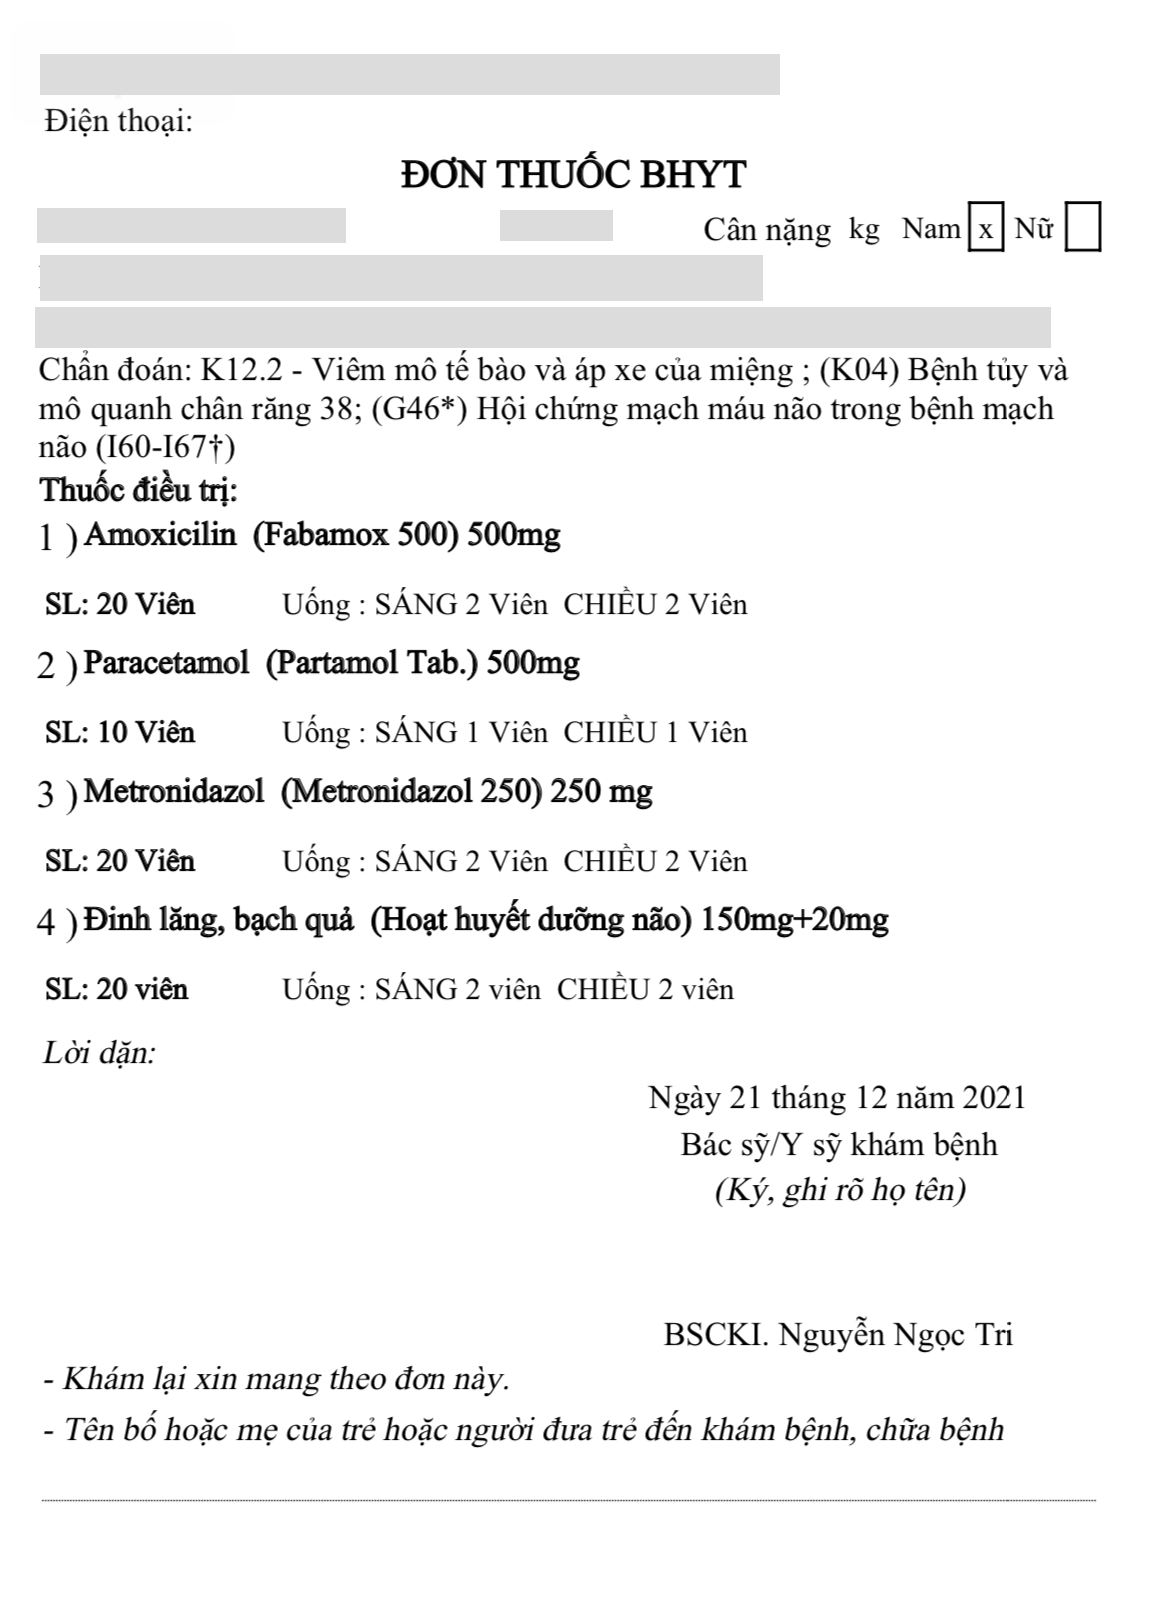 Điện thoại:
ĐƠN THUỐC BHYT
Cân nặng kg Nam x Nữ
Chẩn đoán: K12.2 - Viêm mô tế bào và áp xe của miệng ; (K04) Bệnh tủy và
mô quanh chân răng 38; (G46*) Hội chứng mạch máu não trong bệnh mạch
não (I60-I67†)
Thuốc điều trị:
1 ) Amoxicilin (Fabamox 500) 500mg
SL: 20 Viên Uống : SÁNG 2 Viên CHIỀU 2 Viên
2 ) Paracetamol (Partamol Tab.) 500mg
SL: 10 Viên Uống : SÁNG 1 Viên CHIỀU 1 Viên
3 ) Metronidazol (Metronidazol 250) 250 mg
SL: 20 Viên Uống : SÁNG 2 Viên CHIỀU 2 Viên
4 ) Đinh lăng, bạch quả (Hoạt huyết dưỡng não) 150mg+20mg
SL: 20 viên Uống : SÁNG 2 viên CHIỀU 2 viên
Lời dặn:
Ngày 21 tháng 12 năm 2021
Bác sỹ/Y sỹ khám bệnh
(Ký, ghi rõ họ tên)
BSCKI. Nguyễn Ngọc Tri
- Khám lại xin mang theo đơn này.
- Tên bố hoặc mẹ của trẻ hoặc người đưa trẻ đến khám bệnh, chữa bệnh